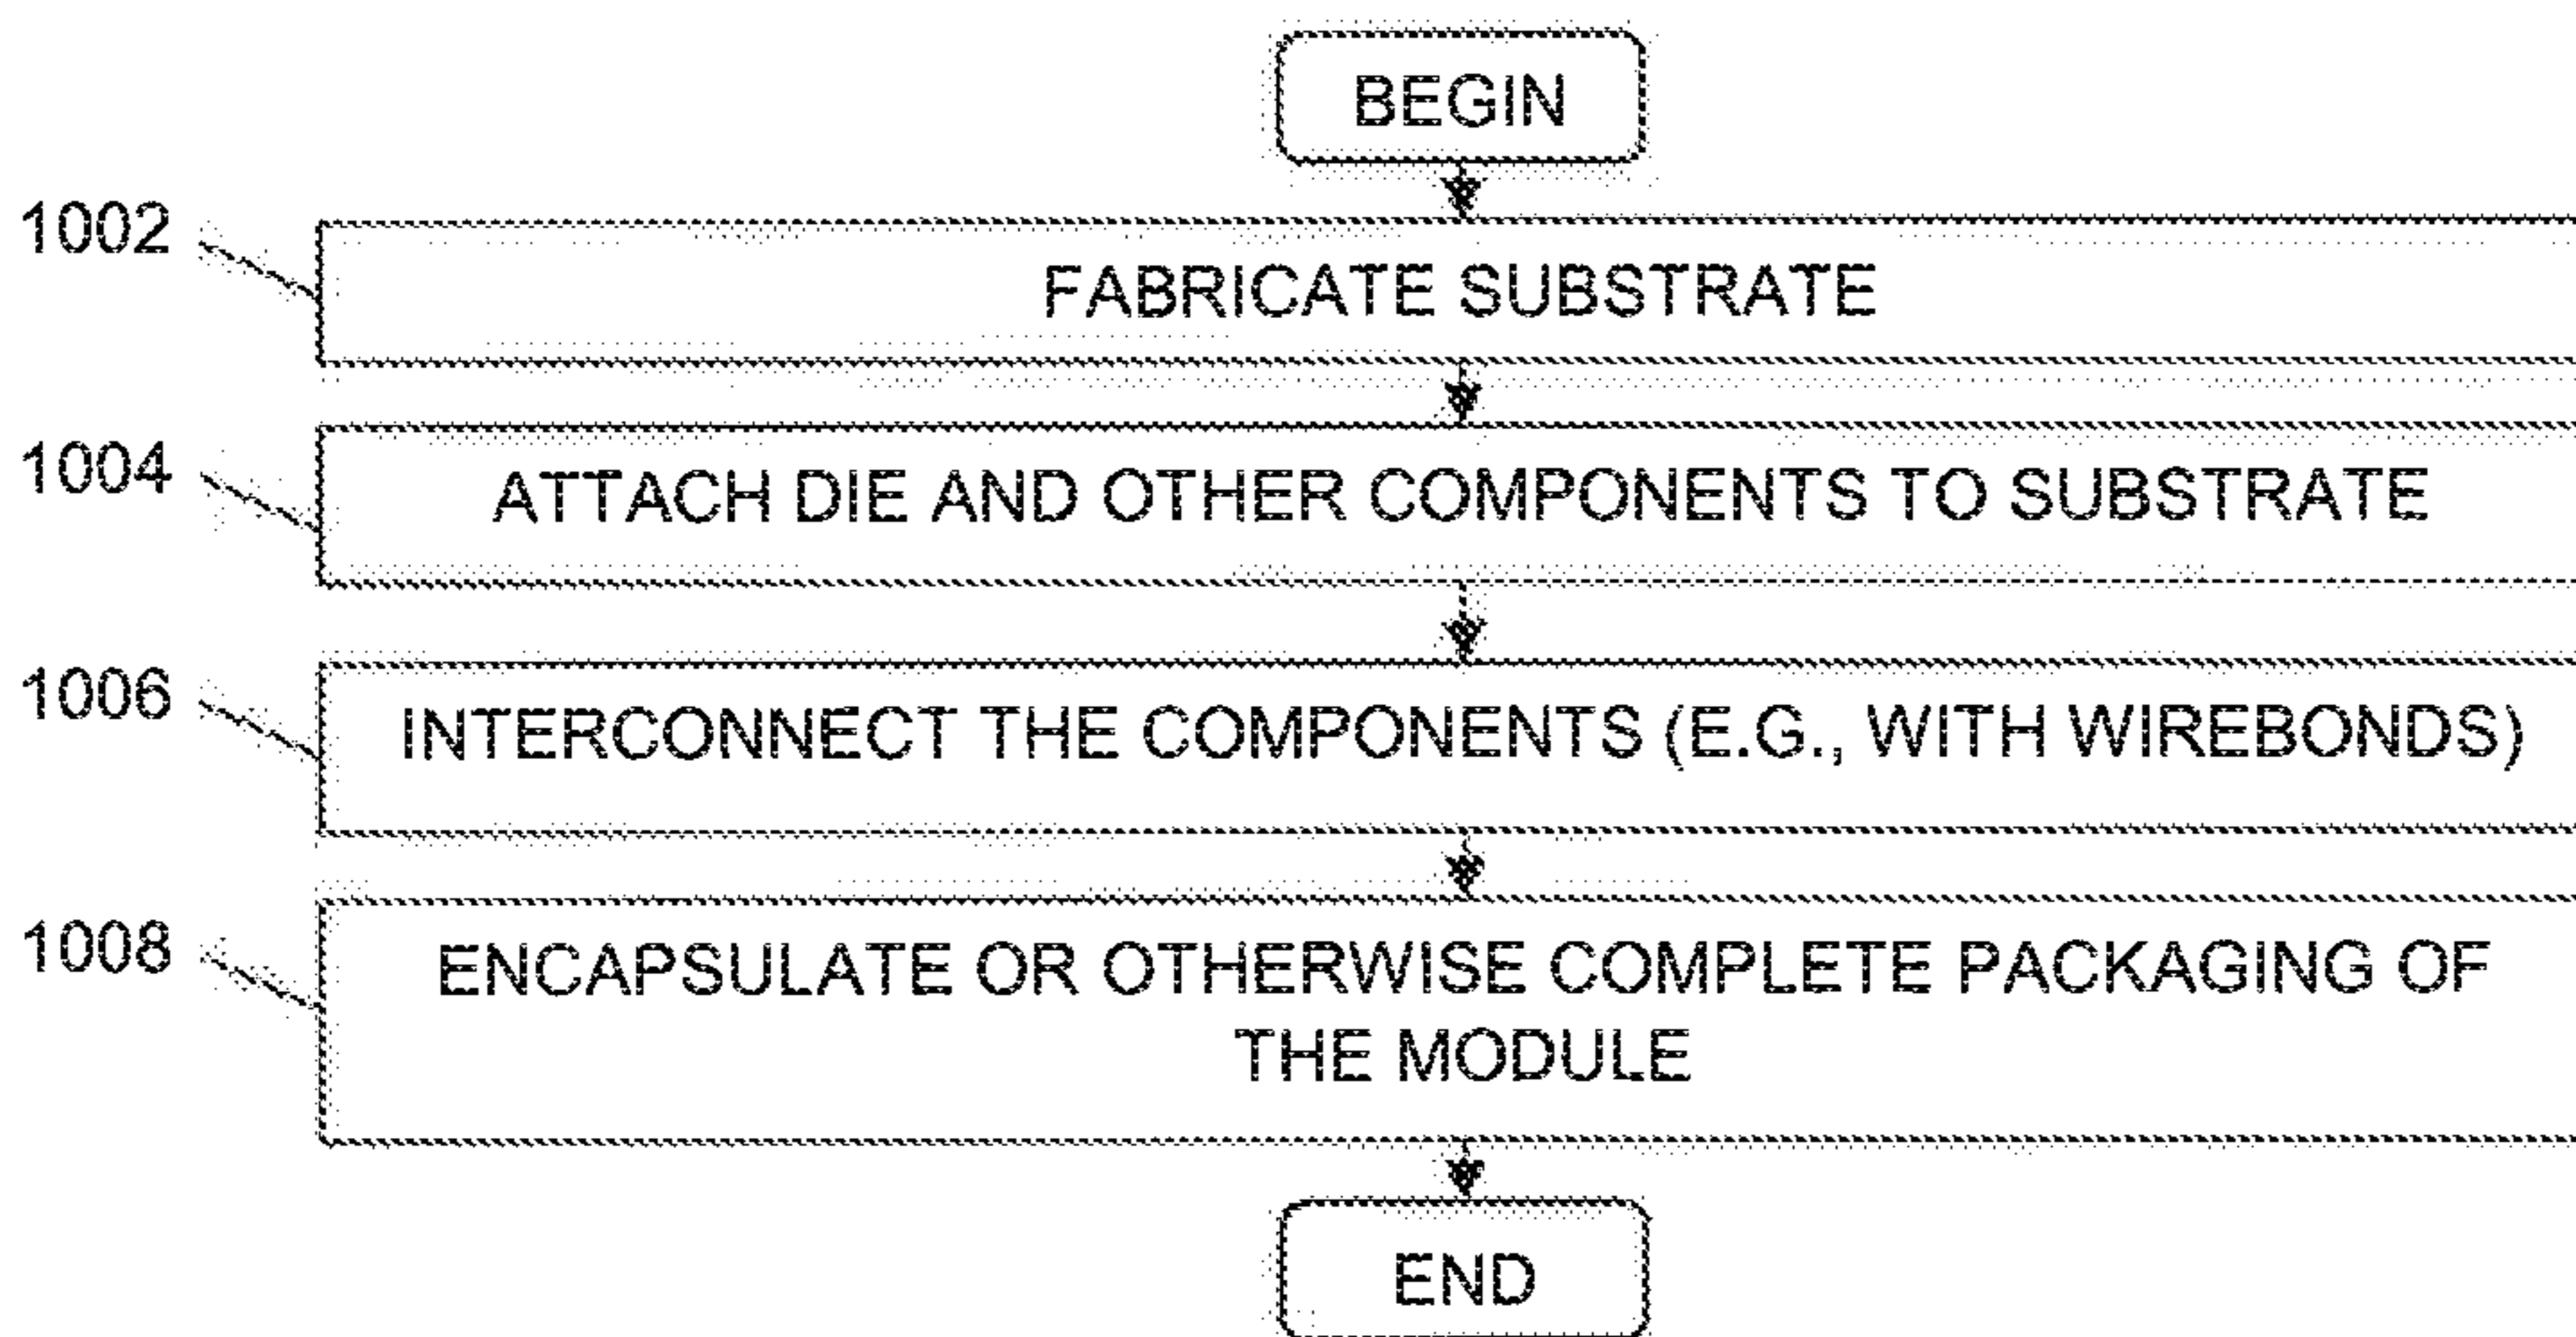 BEGIN
1002
FABRICATE SUBSTRATE
1004
ATTACH DIE AND OTHER COMPONENTS TO SUBSTRATE
1006
INTERCONNECT THE COMPONENTS (E.G., WITH WIREBONDS)
1008
ENCAPSULATE OR OTHERWISE COMPLETE PACKAGING OF
THE MODULE
END